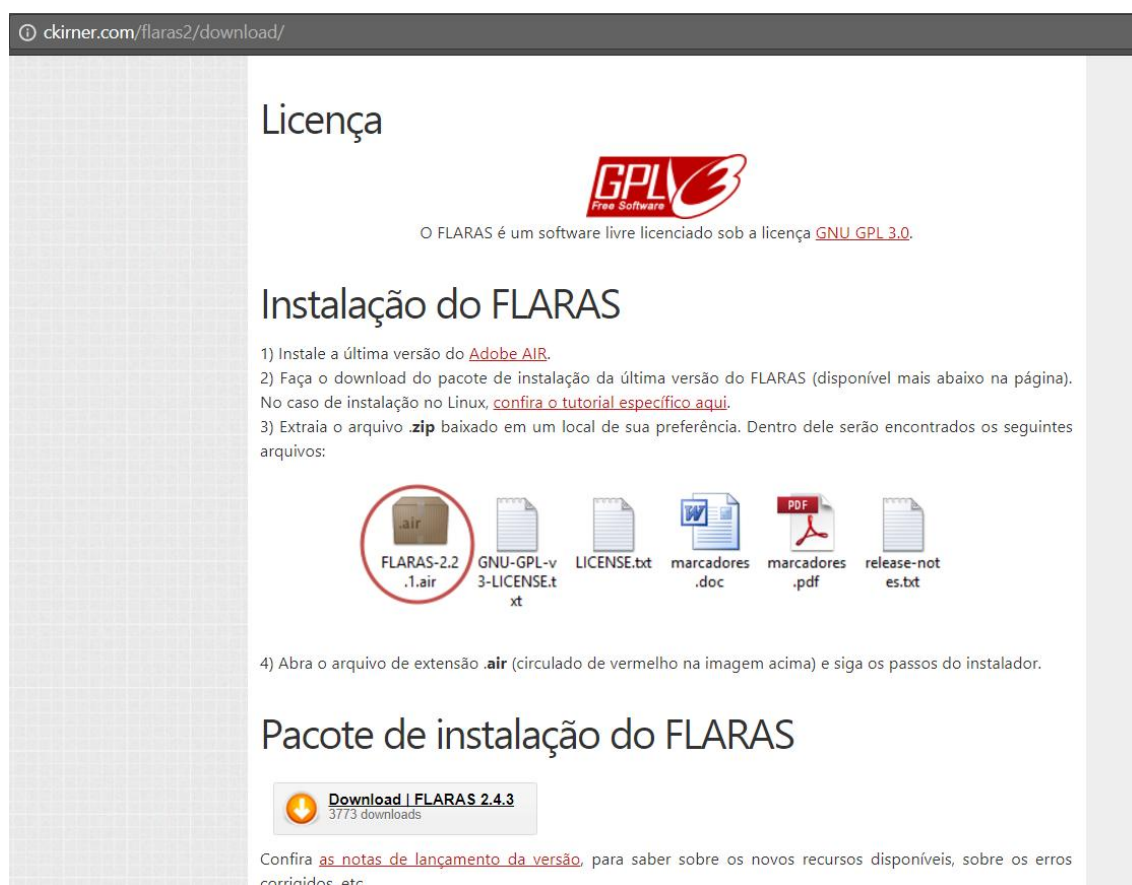 ckirner.com/flaras2/download/
Licença
GPL 3
Free Software
O FLARAS é um software livre licenciado sob a licença GNU GPL 3.0.
Instalação do FLARAS
1) Instale a última versão do Adobe AIR.
2) Faça o download do pacote de instalação da última versão do FLARAS (disponível mais abaixo na página).
No caso de instalação no Linux, confira o tutorial específico aqui.
3) Extraia o arquivo .zip baixado em um local de sua preferência. Dentro dele serão encontrados os seguintes
arquivos:
.air
PDF
W
FLARAS-2.2
.1.air
GNU-GPL-v
3-LICENSE.t
xt
LICENSE.txt
marcadores
.doc
marcadores
.pdf
release-not
es.txt
4) Abra o arquivo de extensão .air (circulado de vermelho na imagem acima) e siga os passos do instalador.
Pacote de instalação do FLARAS
Download | FLARAS 2.4.3
3773 downloads
Confira as notas de lançamento da versão, para saber sobre os novos recursos disponíveis, sobre os erros
corrigidos, etc.